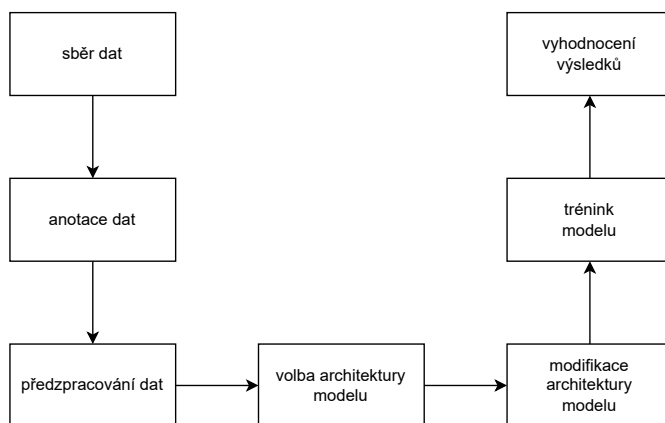 sběr dat
anotace dat
předzpracování dat
volba architektury
modelu
modifikace
architektury
modelu
trénink
modelu
vyhodnocení
výsledků